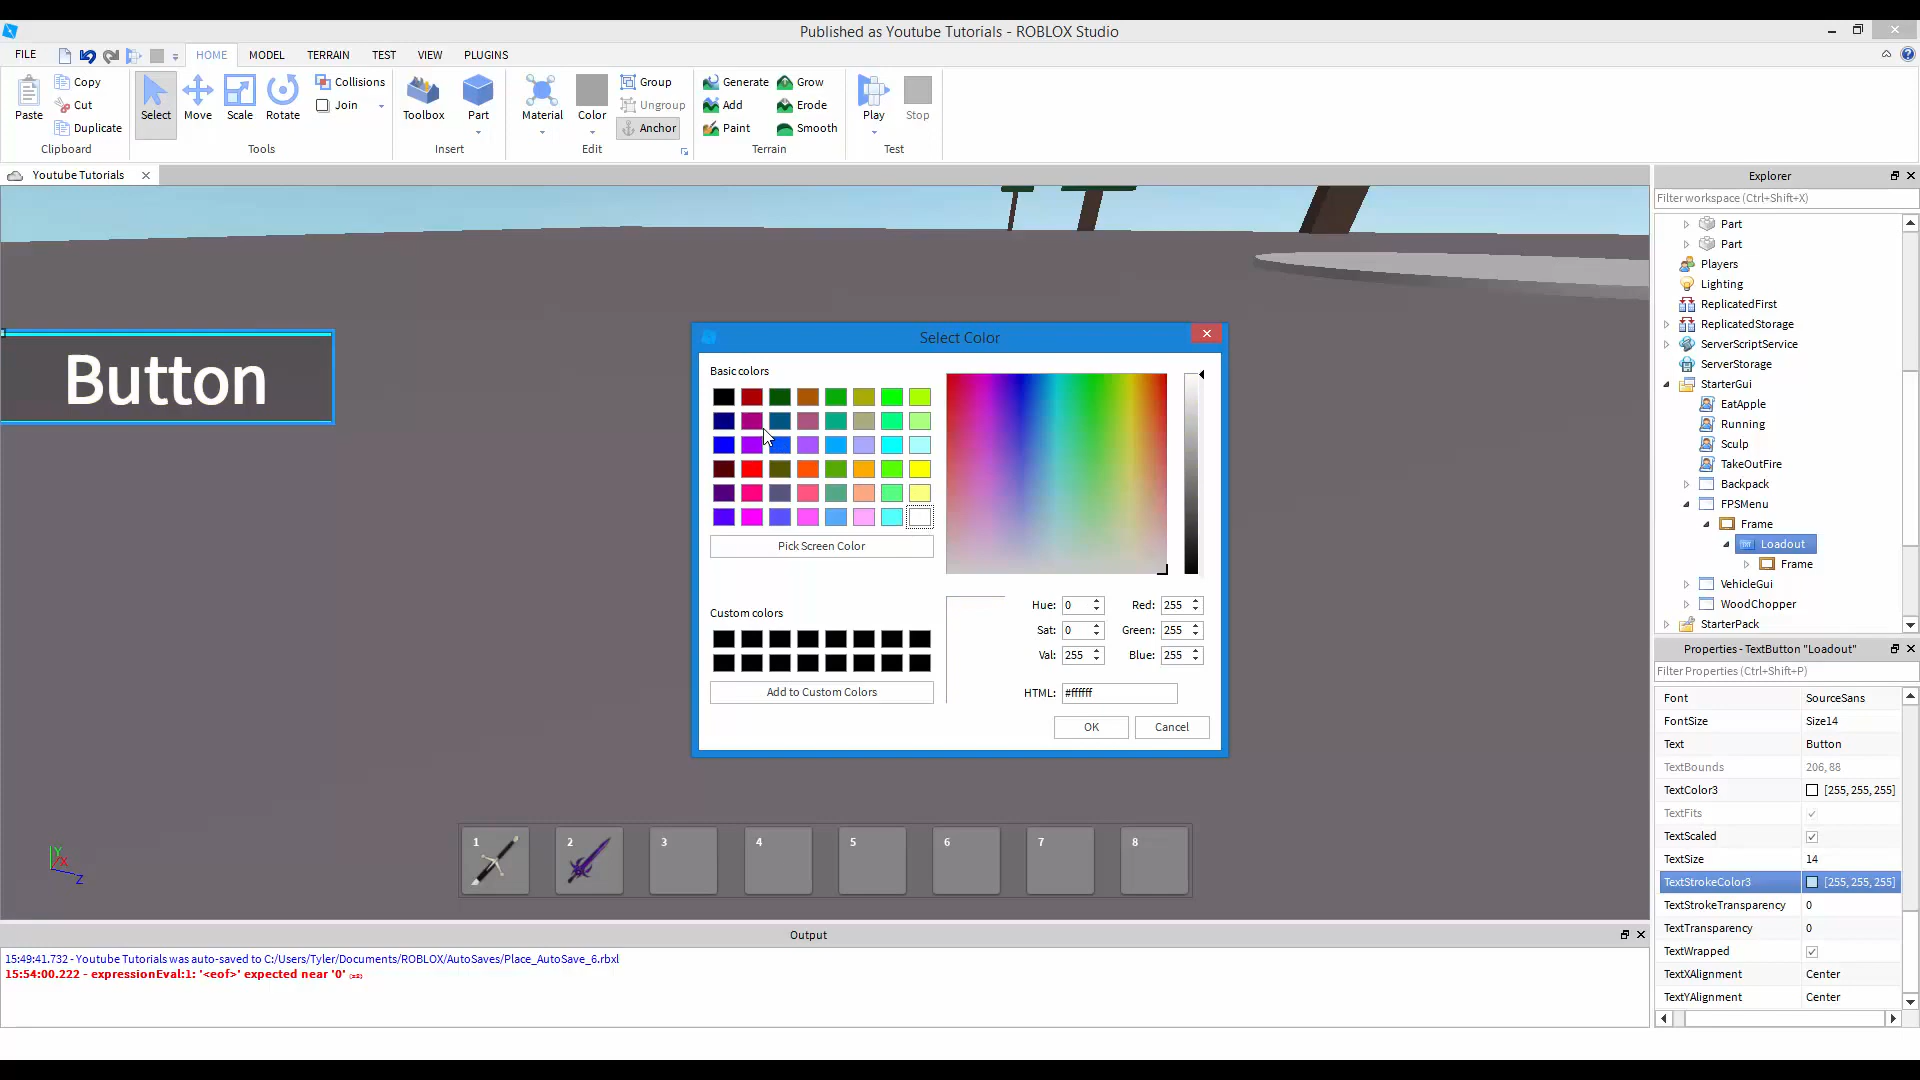 Published as Youtube Tutorials - ROBLOX Studio
FILE HOME MODEL TERRAIN TEST VIEW PLUGINS
Paste Copy Cut Duplicate Clipboard
Select Move Scale Rotate Collisions Join Tools
Toolbox Part Insert
Material Color Group Ungroup Anchor Edit
Generate Grow Add Erode Paint Smooth Terrain
Play Stop Test
Youtube Tutorials
Button
Select Color
Basic colors
Pick Screen Color
Custom colors
Add to Custom Colors
Hue: 0 Red: 255
Sat: 0 Green: 255
Val: 255 Blue: 255
HTML: #ffffff
OK Cancel
1 2 3 4 5 6 7 8
Y
X
Z
Output
15:49:41.732 - Youtube Tutorials was auto-saved to C:/Users/Tyler/Documents/ROBLOX/AutoSaves/Place_AutoSave_6.rbxl
15:54:00.222 - expressionEval:1: '<eof>' expected near '0'
Explorer
Filter workspace (Ctrl+Shift+X)
Part
Part
Players
Lighting
ReplicatedFirst
ReplicatedStorage
ServerScriptService
ServerStorage
StarterGui
EatApple
Running
Sculp
TakeOutFire
Backpack
FPSMenu
Frame
Loadout
Frame
VehicleGui
WoodChopper
StarterPack
Properties - TextButton "Loadout"
Filter Properties (Ctrl+Shift+P)
Font SourceSans
FontSize Size14
Text Button
TextBounds 206, 88
TextColor3 [255, 255, 255]
TextFits
TextScaled
TextSize 14
TextStrokeColor3 [255, 255, 255]
TextStrokeTransparency 0
TextTransparency 0
TextWrapped
TextXAlignment Center
TextYAlignment Center